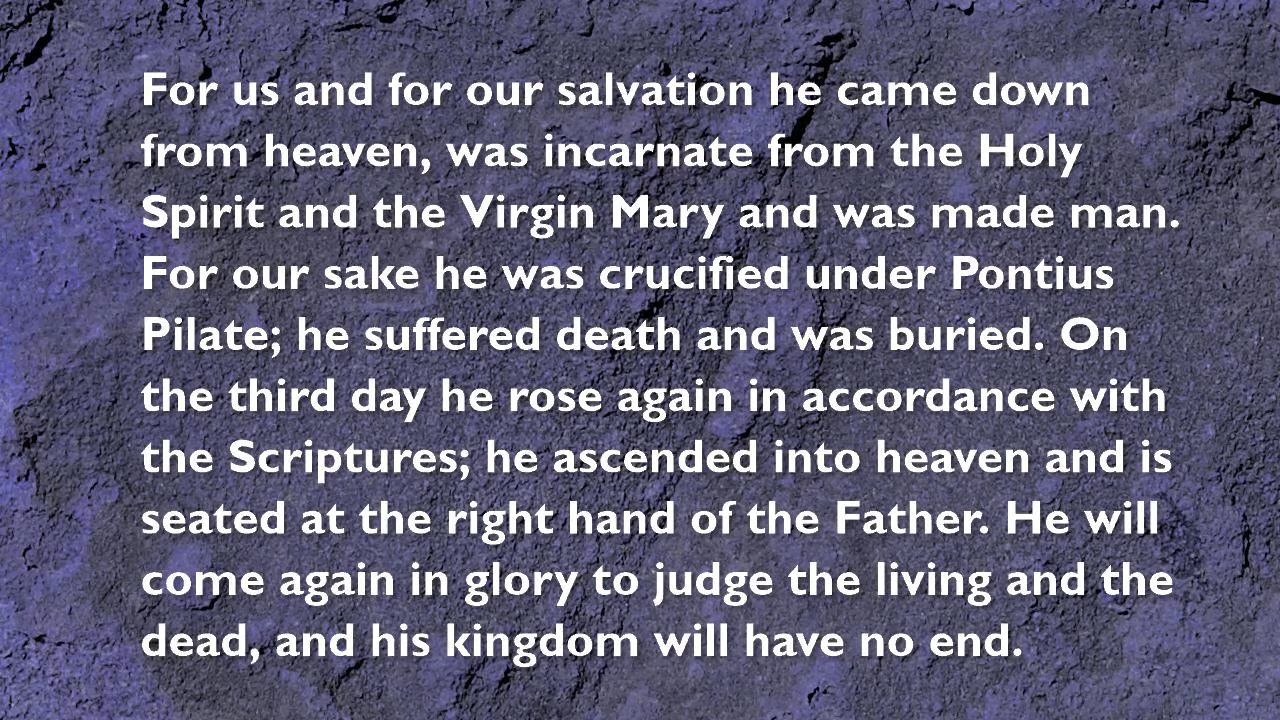 For us and for our salvation he came down
from heaven, was incarnate from the Holy
Spirit and the Virgin Mary and was made man.
For our sake he was crucified under Pontius
Pilate; he suffered death and was buried. On
the third day he rose again in accordance with
the Scriptures; he ascended into heaven and is
seated at the right hand of the Father. He will
come again in glory to judge the living and the
dead, and his kingdom will have no end.